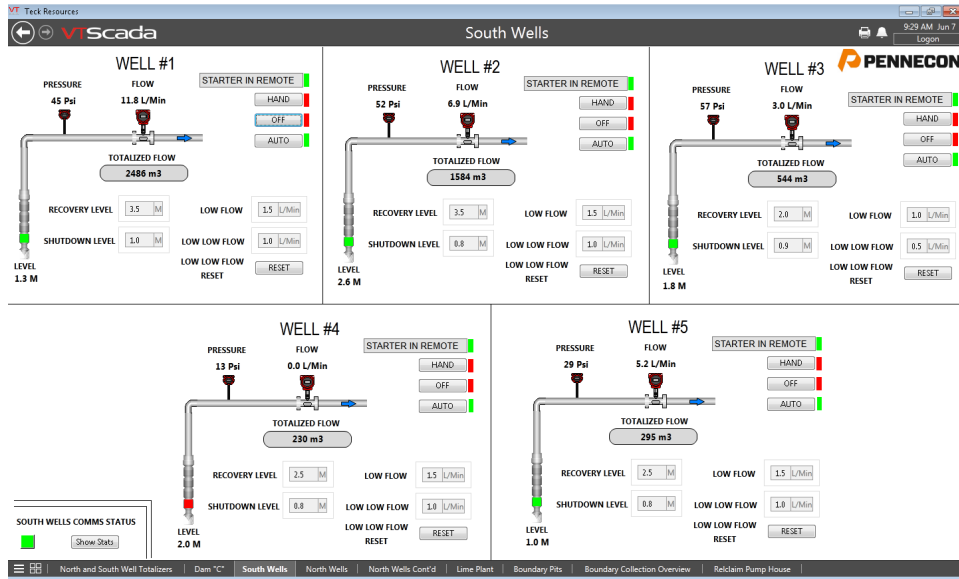 VT Teck Resources
VTScada
South Wells
9:29 AM Jun 7
Logon
PENNECON
WELL #1
PRESSURE
FLOW
STARTER IN REMOTE
45 Psi
11.8 L/Min
HAND
OFF
AUTO
TOTALIZED FLOW
2486 m3
RECOVERY LEVEL 3.5 M
LOW FLOW 1.5 L/Min
SHUTDOWN LEVEL 1.0 M
LOW LOW FLOW 1.0 L/Min
LOW LOW FLOW
RESET
RESET
LEVEL
1.3 M
WELL #2
PRESSURE
FLOW
STARTER IN REMOTE
52 Psi
6.9 L/Min
HAND
OFF
AUTO
TOTALIZED FLOW
1584 m3
RECOVERY LEVEL 3.5 M
LOW FLOW 1.5 L/Min
SHUTDOWN LEVEL 0.8 M
LOW LOW FLOW 1.0 L/Min
LOW LOW FLOW
RESET
RESET
LEVEL
2.6 M
WELL #3
PRESSURE
FLOW
STARTER IN REMOTE
57 Psi
3.0 L/Min
HAND
OFF
AUTO
TOTALIZED FLOW
544 m3
RECOVERY LEVEL 2.0 M
LOW FLOW 1.0 L/Min
SHUTDOWN LEVEL 0.9 M
LOW LOW FLOW 0.5 L/Min
LOW LOW FLOW
RESET
RESET
LEVEL
1.8 M
WELL #4
PRESSURE
FLOW
STARTER IN REMOTE
13 Psi
0.0 L/Min
HAND
OFF
AUTO
TOTALIZED FLOW
230 m3
RECOVERY LEVEL 2.5 M
LOW FLOW 1.5 L/Min
SHUTDOWN LEVEL 0.8 M
LOW LOW FLOW 1.0 L/Min
LOW LOW FLOW
RESET
RESET
LEVEL
2.0 M
WELL #5
PRESSURE
FLOW
STARTER IN REMOTE
29 Psi
5.2 L/Min
HAND
OFF
AUTO
TOTALIZED FLOW
295 m3
RECOVERY LEVEL 2.5 M
LOW FLOW 1.5 L/Min
SHUTDOWN LEVEL 0.8 M
LOW LOW FLOW 1.0 L/Min
LOW LOW FLOW
RESET
RESET
LEVEL
1.0 M
SOUTH WELLS COMMS STATUS
Show Stats
North and South Well Totalizers
Dam "C"
South Wells
North Wells
North Wells Cont'd
Lime Plant
Boundary Pits
Boundary Collection Overview
Relclaim Pump House